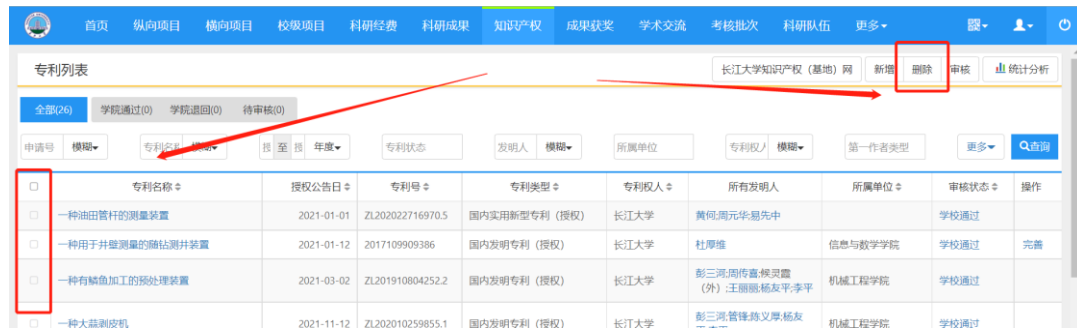 首页 纵向项目 横向项目 校级项目 科研经费 科研成果 知识产权 成果获奖 学术交流 考核批次 科研队伍 更多
专利列表 长江大学知识产权（基地）网 新增 删除 审核 统计分析
全部(26) 学院通过(0) 学院退回(0) 待审核(0)
申请号 模糊 专利名称 模糊 授 至 授 年度 专利状态 发明人 模糊 所属单位 专利权人 模糊 第一作者类型 更多 查询
专利名称 授权公告日 专利号 专利类型 专利权人 所有发明人 所属单位 审核状态 操作
一种油田管杆的测量装置 2021-01-01 ZL202022716970.5 国内实用新型专利（授权） 长江大学 黄何;周元华;易先中 学校通过
一种用于井壁测量的随钻测井装置 2021-01-12 2017109909386 国内发明专利（授权） 长江大学 杜厚维 信息与数学学院 学校通过 完善
一种有鳞鱼加工的预处理装置 2021-03-02 ZL201910804252.2 国内发明专利（授权） 长江大学 彭三河;周传喜;候灵霞
（外）;王丽丽;杨友平;李平 机械工程学院 学校通过
一种大蒜剥皮机 2021-11-12 ZL202010259855.1 国内发明专利（授权） 长江大学 彭三河;管锋;陈义厚;杨友 机械工程学院 学校通过